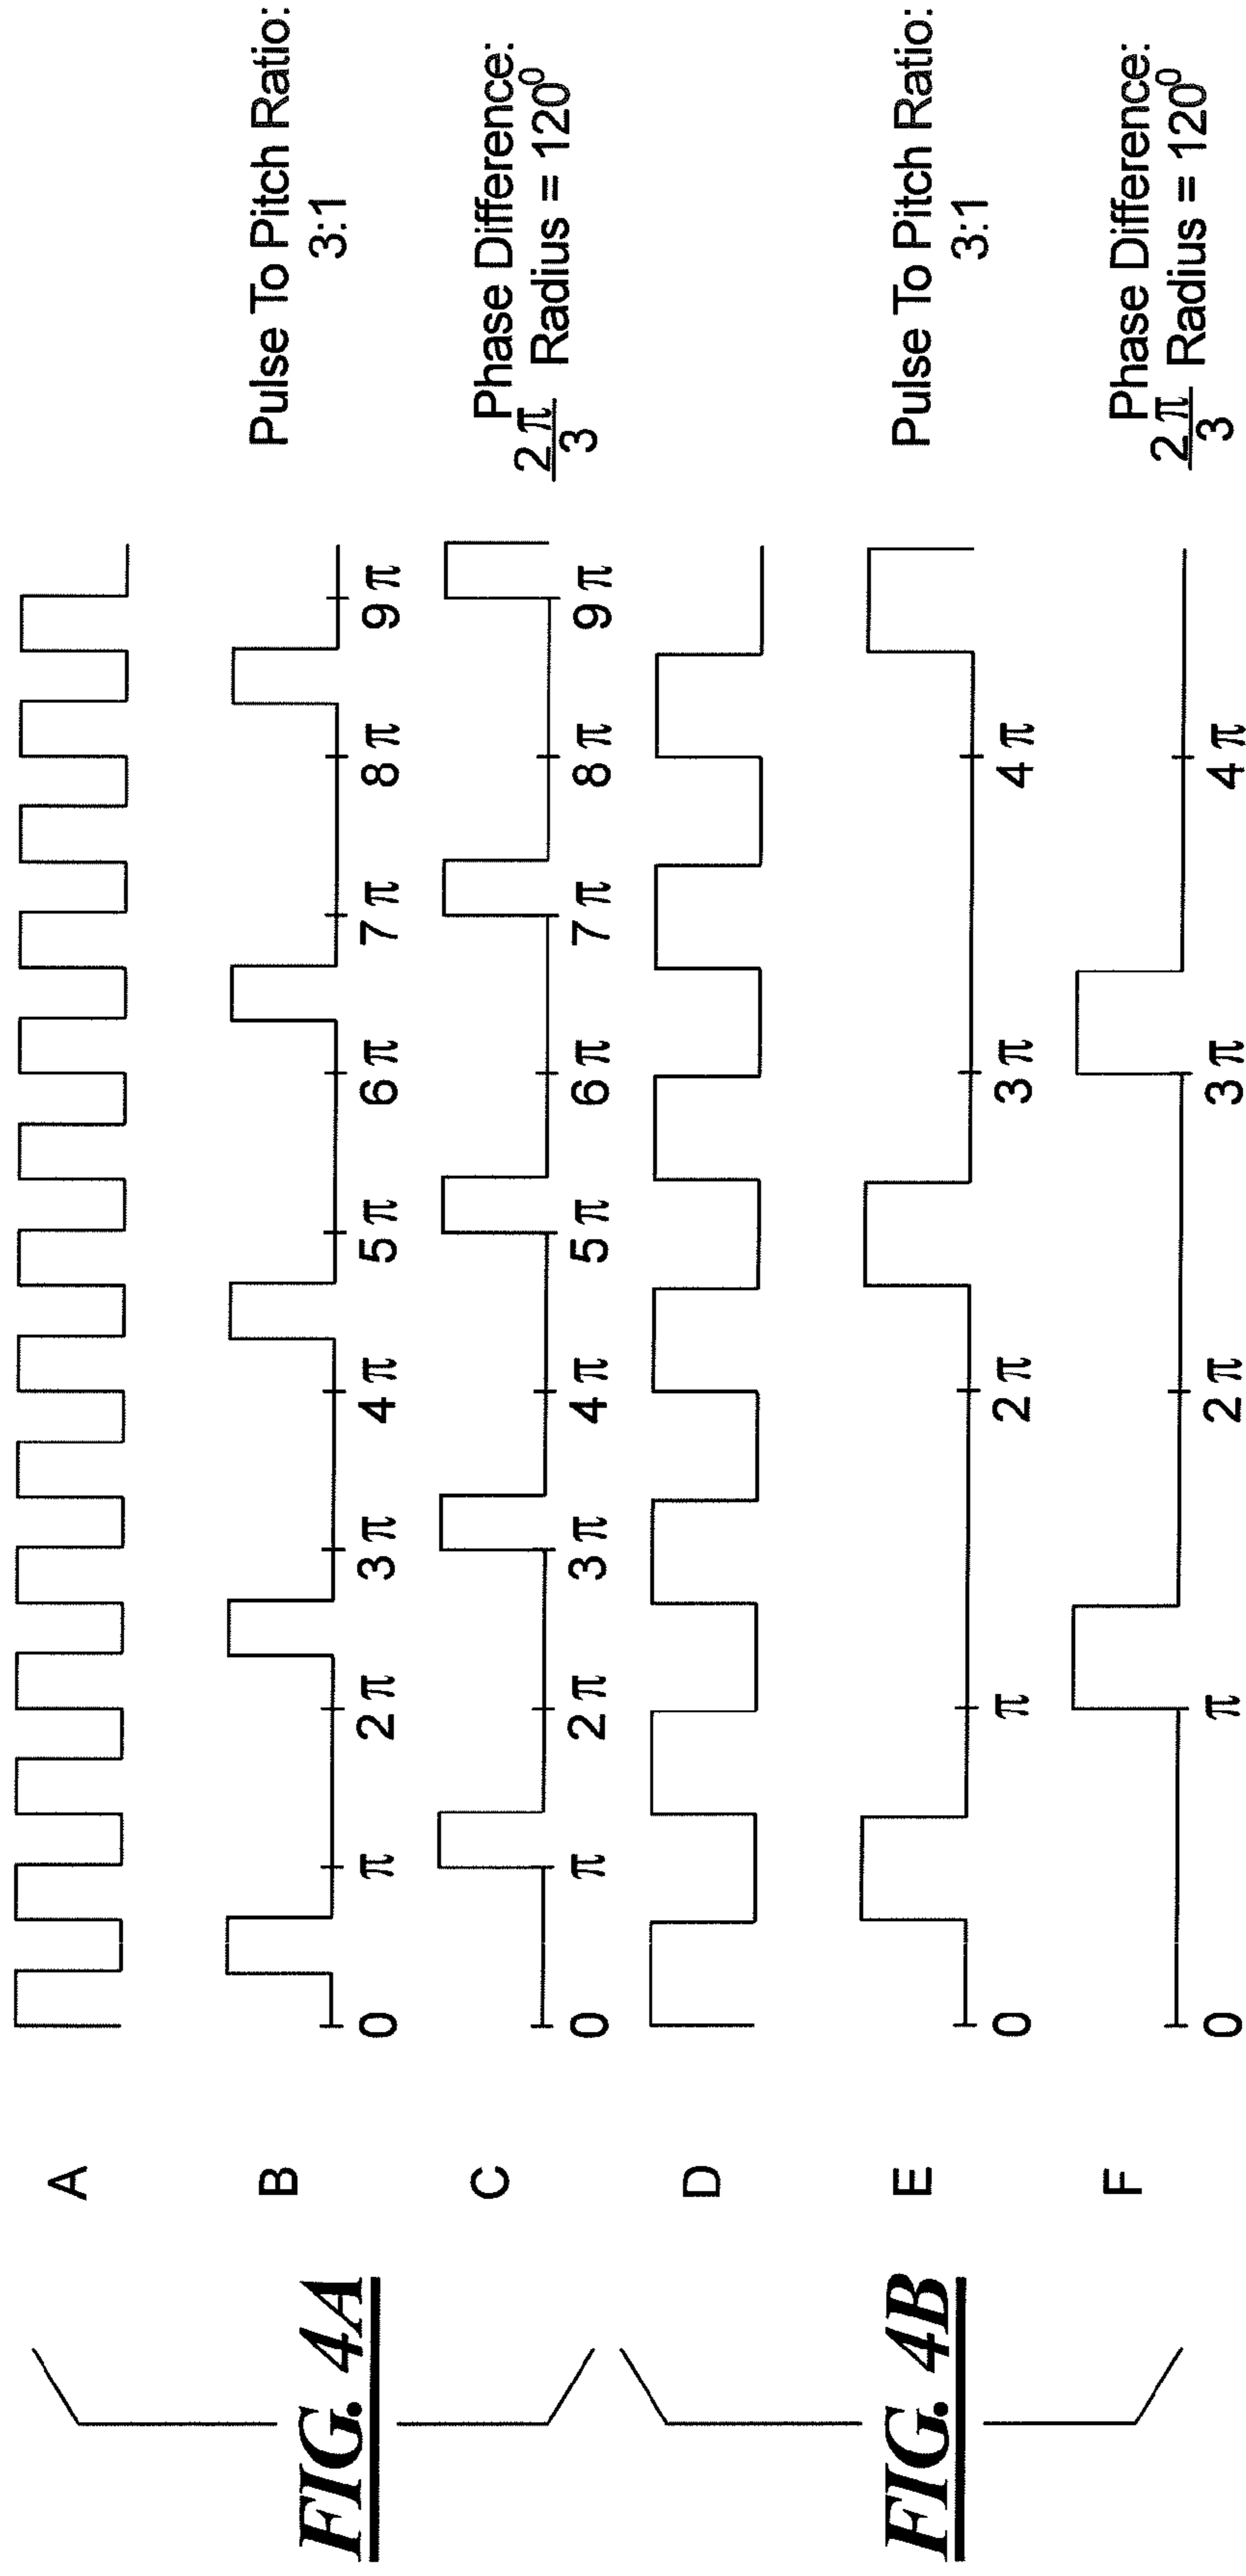 FIG. 4A
A
B
0 π 2π 3π 4π 5π 6π 7π 8π 9π
Pulse To Pitch Ratio:
3:1
C
0 π 2π 3π 4π 5π 6π 7π 8π 9π
Phase Difference:
2π/3 Radius = 120⁰
FIG. 4B
D
E
0 π 2π 3π 4π
Pulse To Pitch Ratio:
3:1
F
0 π 2π 3π 4π
Phase Difference:
2π/3 Radius = 120⁰